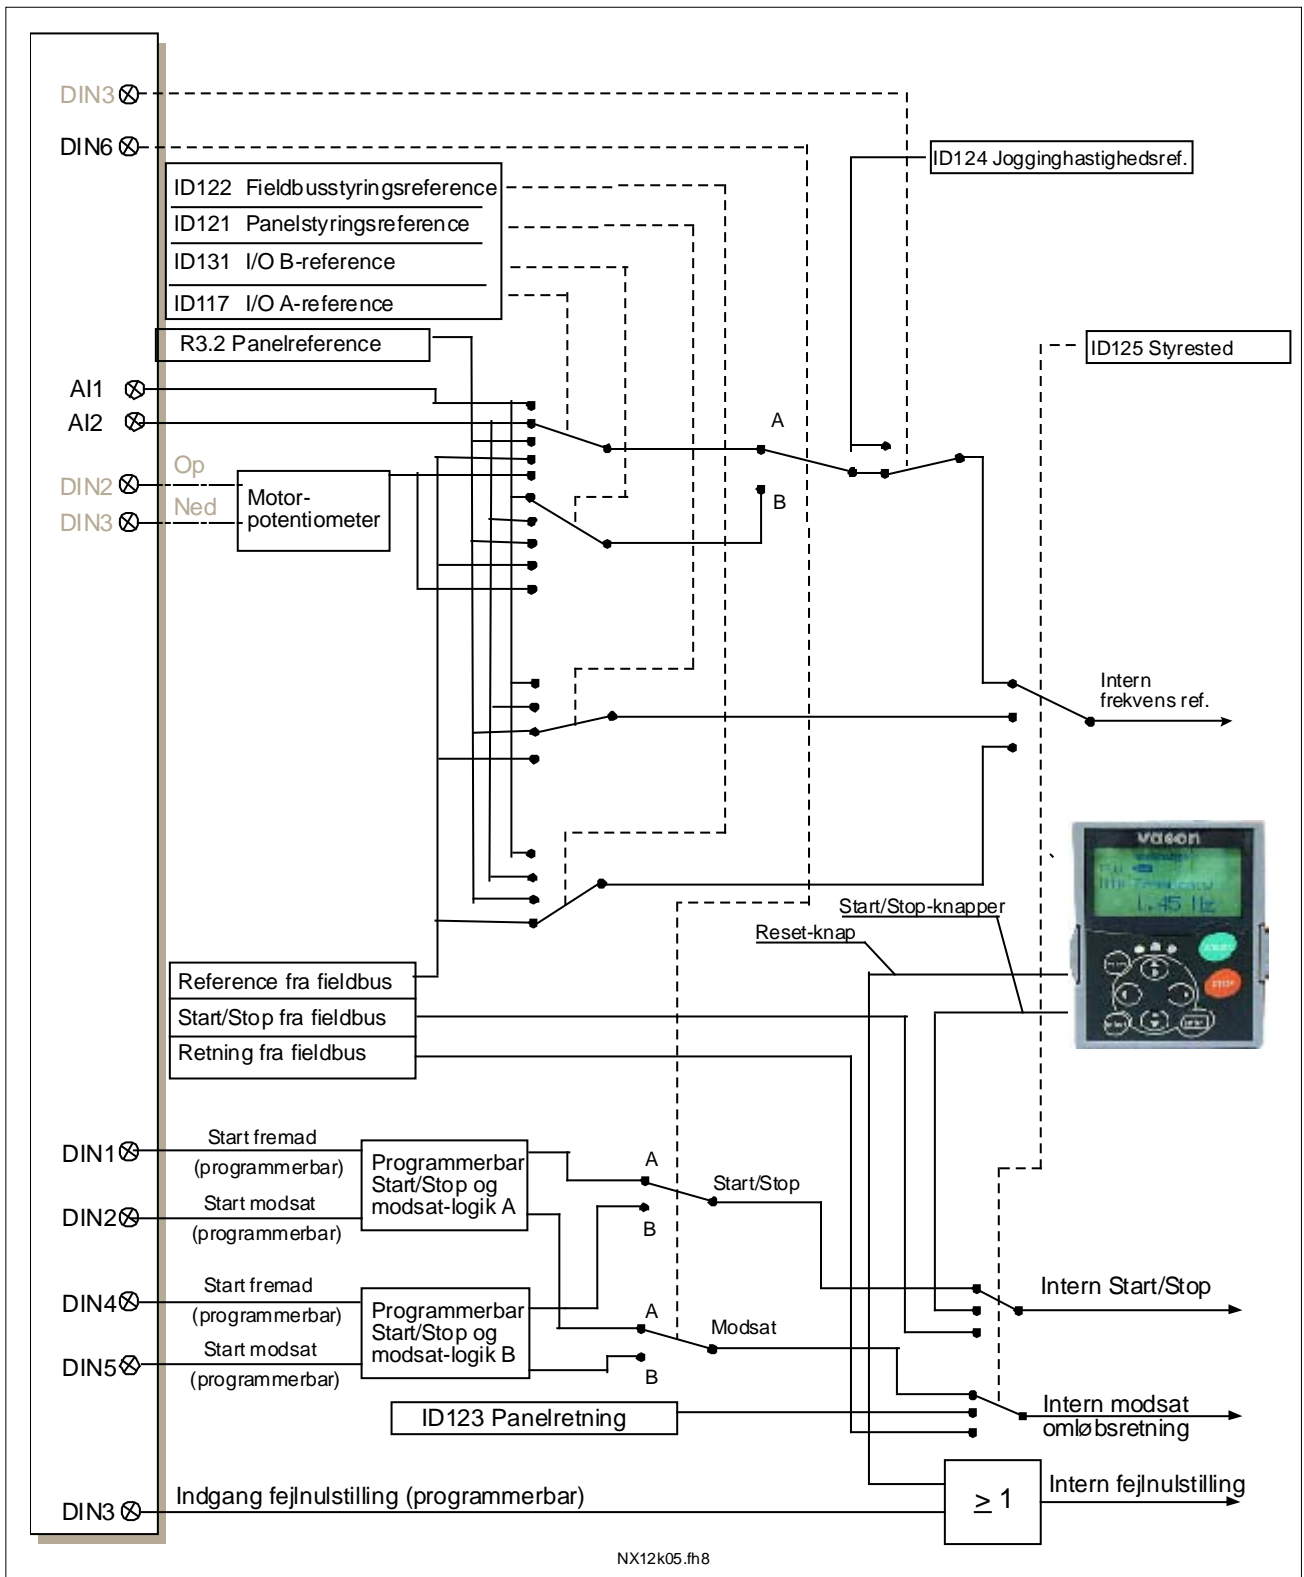 DIN3
DIN6
ID124 Jogginghastighedsref.
ID122 Fieldbusstyringsreference
ID121 Panelstyringsreference
ID131 I/O B-reference
ID117 I/O A-reference
R3.2 Panelreference
ID125 Styrested
AI1
AI2
A
B
DIN2
Op
DIN3
Ned
Motor-
potentiometer
Intern
frekvens ref.
vacon
1.45 Hz
Start/Stop-knapper
Reset-knap
STOP
Reference fra fieldbus
Start/Stop fra fieldbus
Retning fra fieldbus
DIN1
Start fremad
(programmerbar)
DIN2
Start modsat
(programmerbar)
Programmerbar
Start/Stop og
modsat-logik A
A
B
Start/Stop
DIN4
Start fremad
(programmerbar)
DIN5
Start modsat
(programmerbar)
Programmerbar
Start/Stop og
modsat-logik B
A
B
Modsat
Intern Start/Stop
ID123 Panelretning
Intern modsat
omløbsretning
DIN3
Indgang fejlnulstilling (programmerbar)
≥ 1
Intern fejlnulstilling
NX12k05.fh8